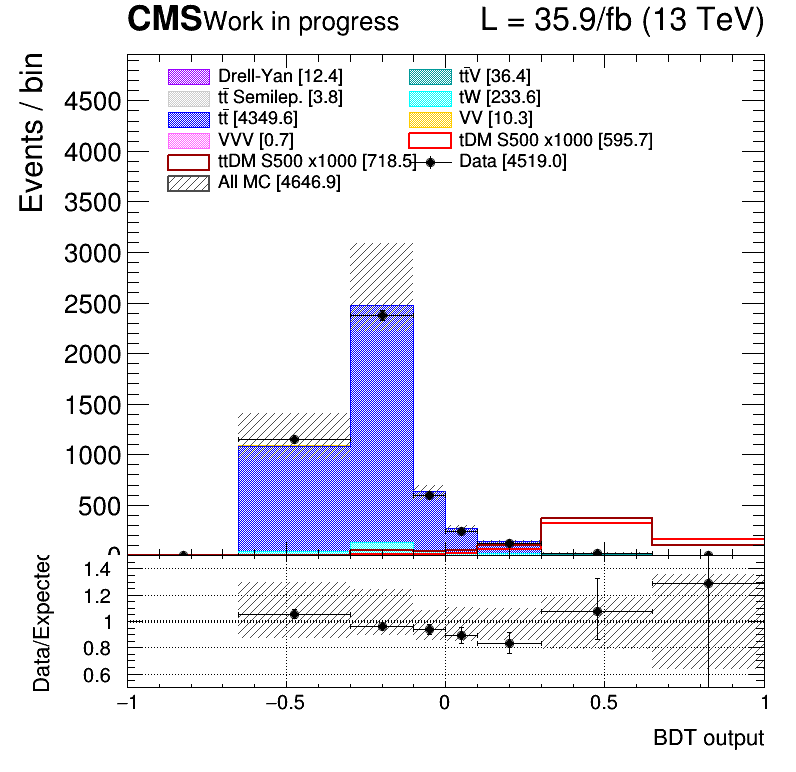 CMS Work in progress L = 35.9/fb (13 TeV)
Events / bin
Drell-Yan [12.4]
tt̄ Semilep. [3.8]
tt̄ [4349.6]
VVV [0.7]
ttDM S500 x1000 [718.5]
All MC [4646.9]
tt̄V [36.4]
tW [233.6]
VV [10.3]
tDM S500 x1000 [595.7]
Data [4519.0]
4500
4000
3500
3000
2500
2000
1500
1000
500
0
Data/Expected
1.4
1.2
1
0.8
0.6
−1 −0.5 0 0.5 1
BDT output